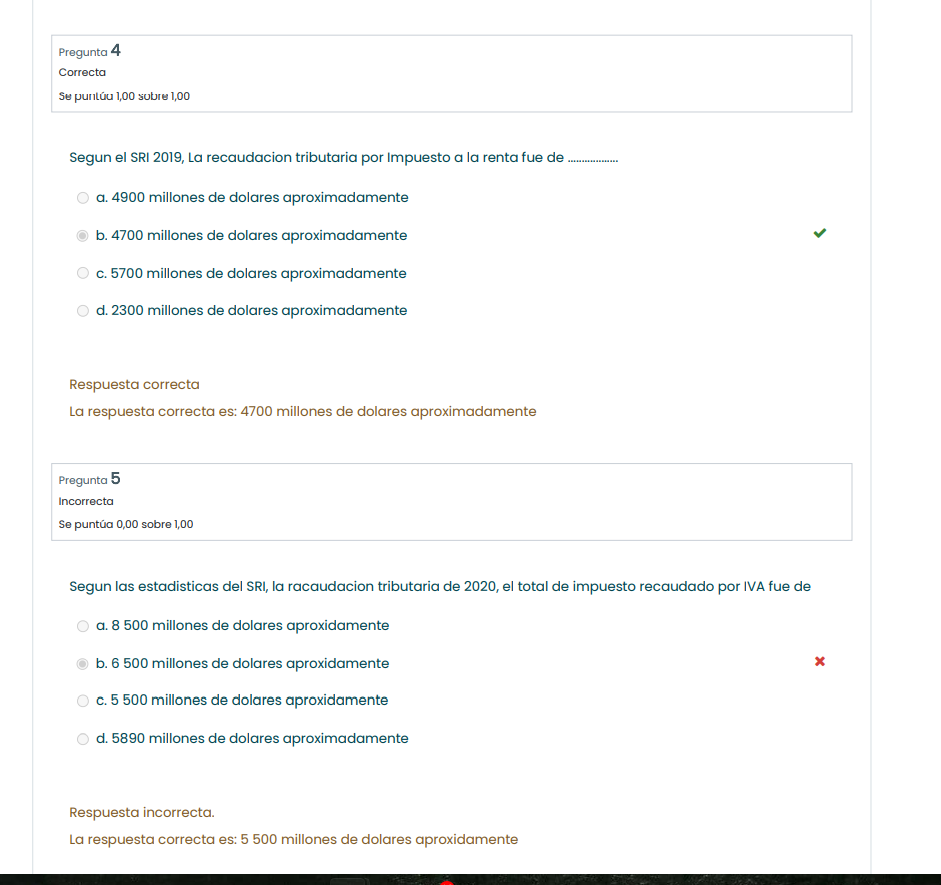 Pregunta 4
Correcta
Se puntúa 1,00 sobre 1,00
Segun el SRI 2019, La recaudacion tributaria por Impuesto a la renta fue de ..................
a. 4900 millones de dolares aproximadamente
b. 4700 millones de dolares aproximadamente
c. 5700 millones de dolares aproximadamente
d. 2300 millones de dolares aproximadamente
Respuesta correcta
La respuesta correcta es: 4700 millones de dolares aproximadamente
Pregunta 5
Incorrecta
Se puntúa 0,00 sobre 1,00
Segun las estadisticas del SRI, la racaudacion tributaria de 2020, el total de impuesto recaudado por IVA fue de
a. 8 500 millones de dolares aproxidamente
b. 6 500 millones de dolares aproxidamente
c. 5 500 millones de dolares aproxidamente
d. 5890 millones de dolares aproximadamente
Respuesta incorrecta.
La respuesta correcta es: 5 500 millones de dolares aproxidamente